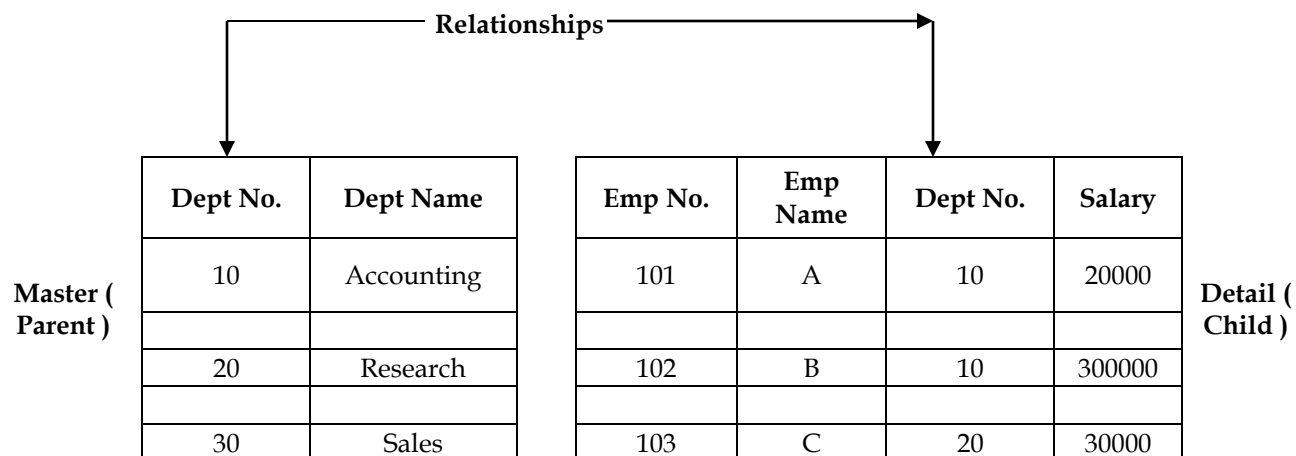 Relationships
Dept No. Dept Name Emp No. Emp Name Dept No. Salary
Master ( Parent )
10 Accounting 101 A 10 20000
Detail ( Child )
20 Research 102 B 10 300000
30 Sales 103 C 20 30000